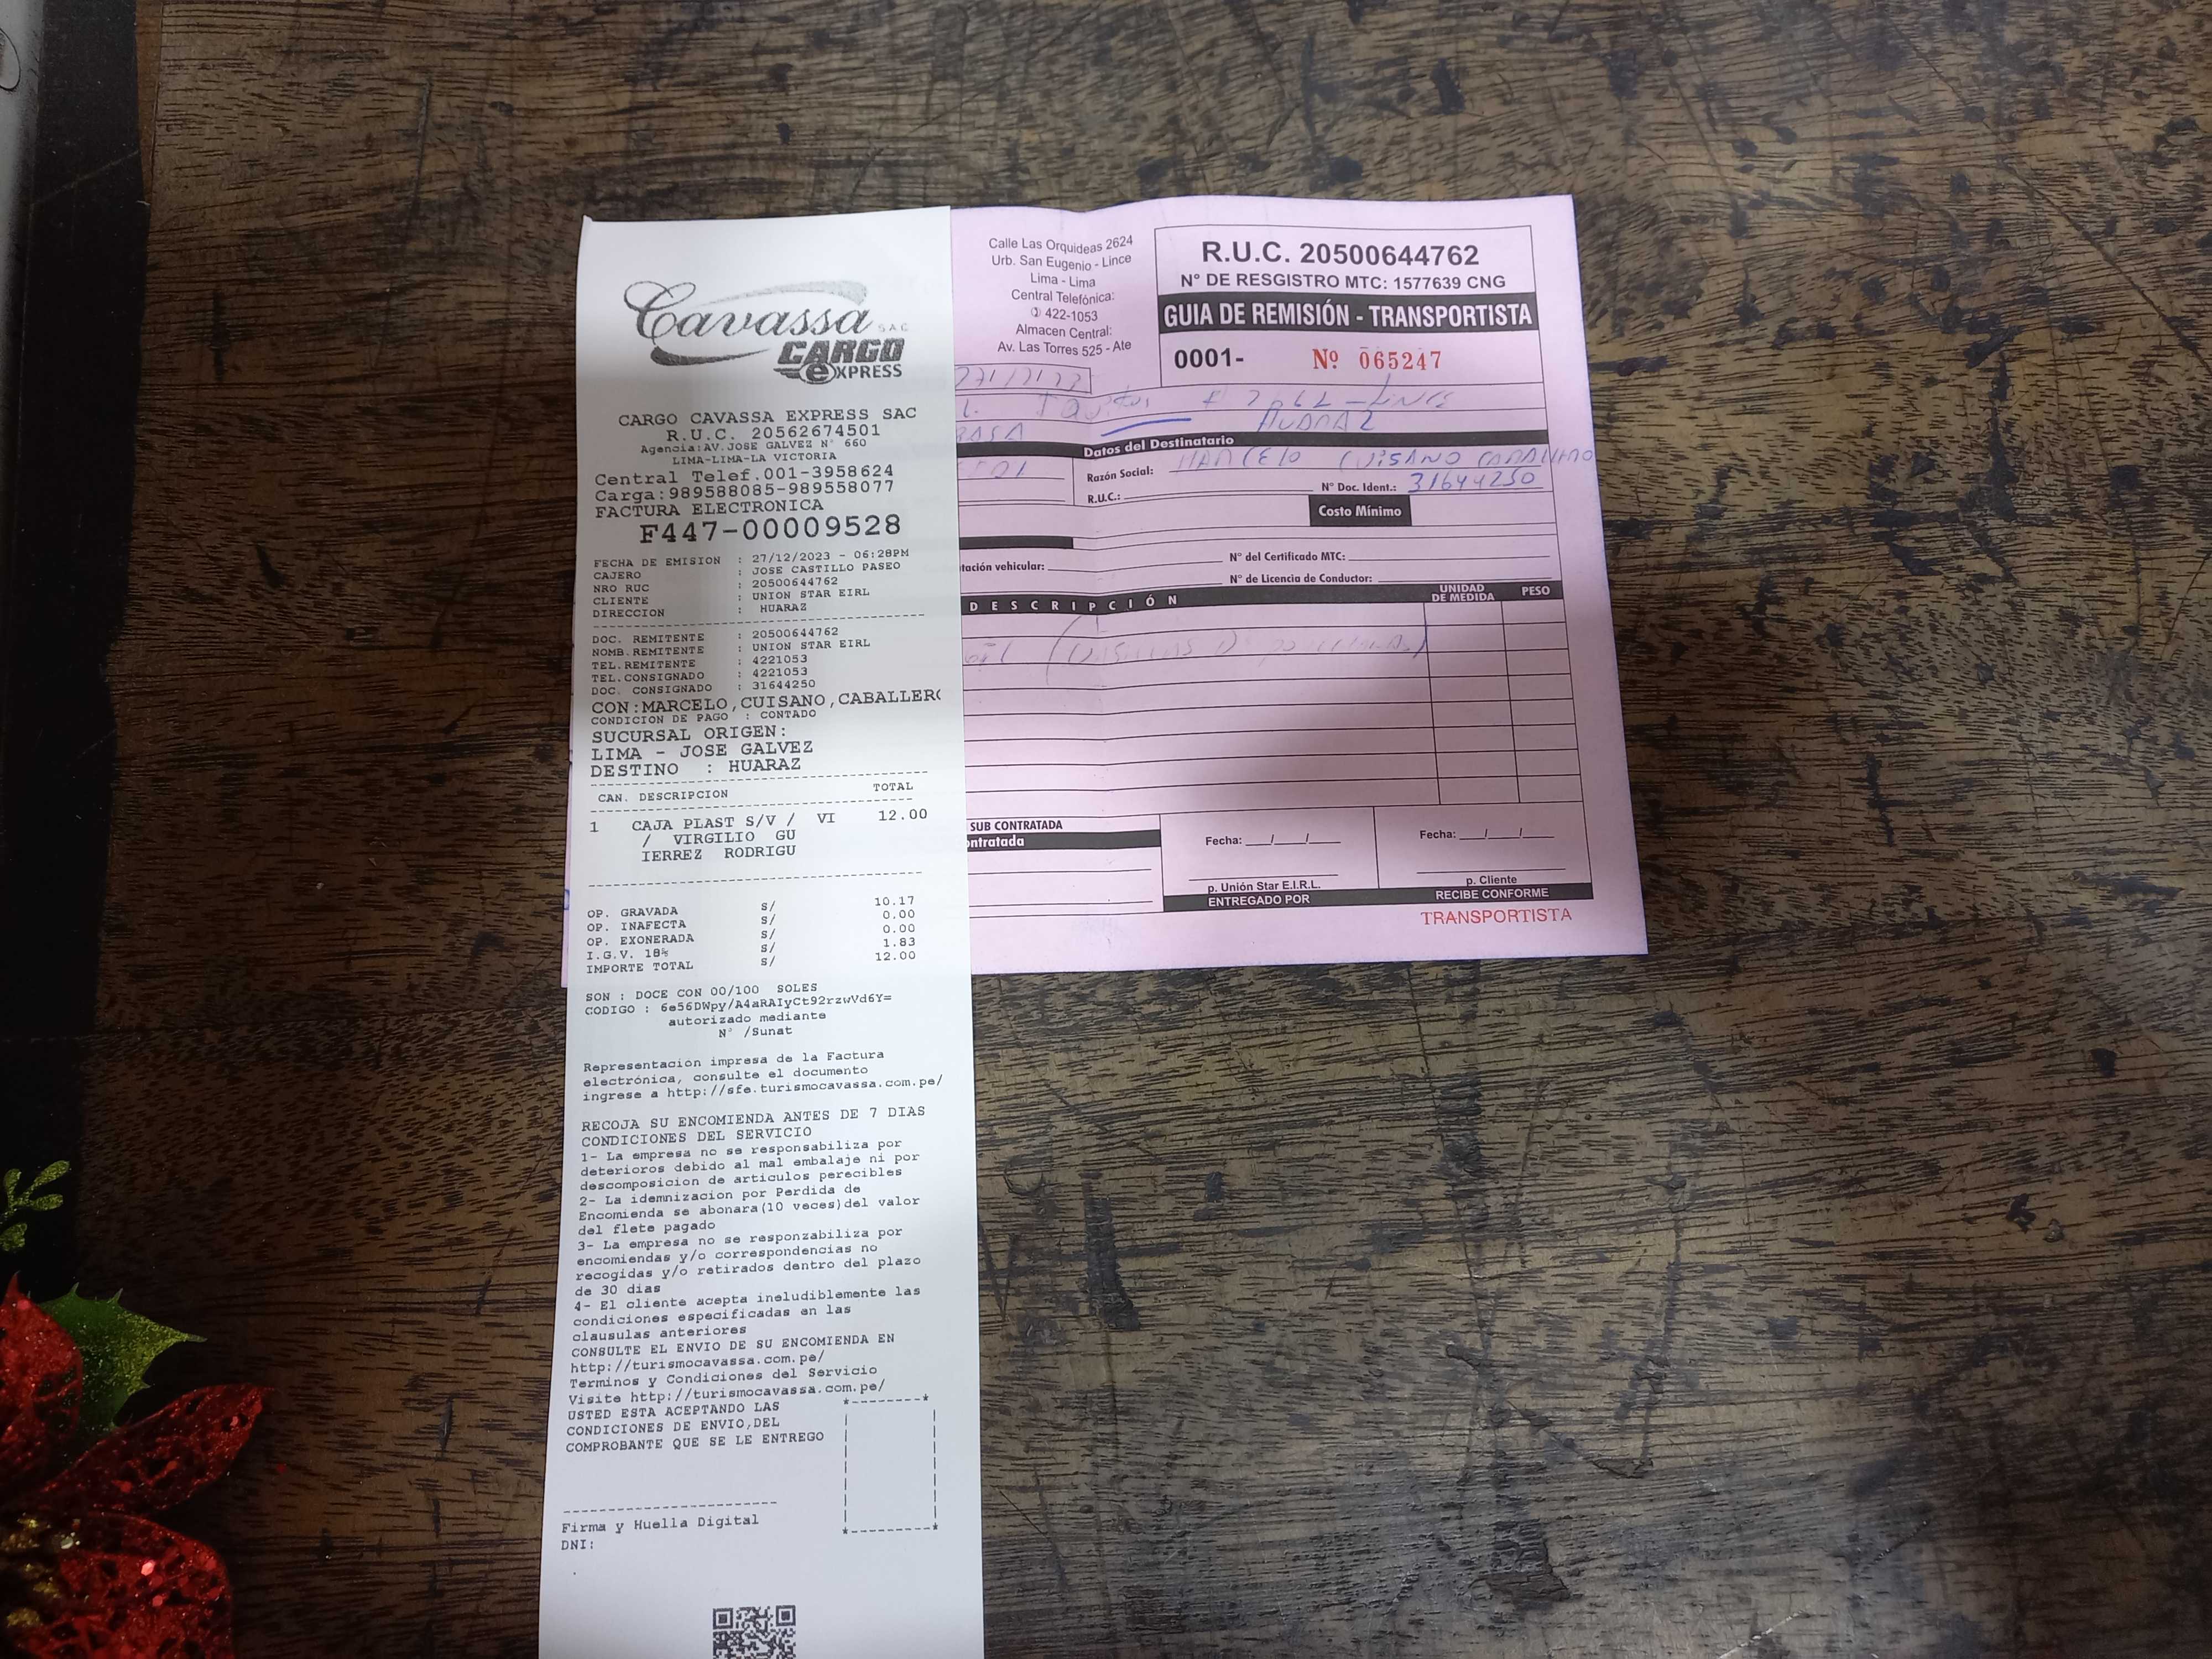 Cavassa SAC
CARGO
eXPRESS
CARGO CAVASSA EXPRESS SAC
R.U.C. 20562674501
Agencia:AV.JOSE GALVEZ N° 660
LIMA-LIMA-LA VICTORIA
Central Telef.001-3958624
Carga:989588085-989558077
FACTURA ELECTRONICA
F447-00009528
FECHA DE EMISION : 27/12/2023 - 06:28PM
CAJERO : JOSE CASTILLO PASEO
NRO RUC : 20500644762
CLIENTE : UNION STAR EIRL
DIRECCION : HUARAZ
DOC. REMITENTE : 20500644762
NOMB.REMITENTE : UNION STAR EIRL
TEL.REMITENTE : 4221053
TEL.CONSIGNADO : 4221053
DOC. CONSIGNADO : 31644250
CON:MARCELO,CUISANO,CABALLERO
CONDICION DE PAGO : CONTADO
SUCURSAL ORIGEN:
LIMA - JOSE GALVEZ
DESTINO : HUARAZ
CAN. DESCRIPCION TOTAL
1 CAJA PLAST S/V / VI 12.00
/ VIRGILIO GU
IERREZ RODRIGU
OP. GRAVADA S/ 10.17
OP. INAFECTA S/ 0.00
OP. EXONERADA S/ 0.00
I.G.V. 18% S/ 1.83
IMPORTE TOTAL S/ 12.00
SON : DOCE CON 00/100 SOLES
CODIGO : 6e56DWpy/A4aRAIyCt92rzwVd6Y=
autorizado mediante
N° /Sunat
Representación impresa de la Factura
electrónica, consulte el documento
ingrese a http://sfe.turismocavassa.com.pe/
RECOJA SU ENCOMIENDA ANTES DE 7 DIAS
CONDICIONES DEL SERVICIO
1- La empresa no se responsabiliza por
deterioros debido al mal embalaje ni por
descomposicion de articulos perecibles
2- La idemnizacion por Perdida de
Encomienda se abonara(10 veces)del valor
del flete pagado
3- La empresa no se responzabiliza por
encomiendas y/o correspondencias no
recogidas y/o retirados dentro del plazo
de 30 dias
4- El cliente acepta ineludiblemente las
condiciones especificadas en las
clausulas anteriores
CONSULTE EL ENVIO DE SU ENCOMIENDA EN
http://turismocavassa.com.pe/
Terminos y Condiciones del Servicio
Visite http://turismocavassa.com.pe/
USTED ESTA ACEPTANDO LAS
CONDICIONES DE ENVIO,DEL
COMPROBANTE QUE SE LE ENTREGO
Firma y Huella Digital
DNI:
Calle Las Orquideas 2624
Urb. San Eugenio - Lince
Lima - Lima
Central Telefónica:
422-1053
Almacen Central:
Av. Las Torres 525 - Ate
R.U.C. 20500644762
N° DE RESGISTRO MTC: 1577639 CNG
GUIA DE REMISIÓN - TRANSPORTISTA
0001- Nº 065247
HUARAZ
Datos del Destinatario
Razón Social: MARCELO CUISANO CABALLERO
R.U.C.: N° Doc. Ident.: 31644250
Costo Mínimo
tación vehicular: N° del Certificado MTC:
N° de Licencia de Conductor:
DESCRIPCIÓN UNIDAD DE MEDIDA PESO
SUB CONTRATADA
ontratada
Fecha: __/__/__ Fecha: __/__/__
p. Unión Star E.I.R.L. p. Cliente
ENTREGADO POR RECIBE CONFORME
TRANSPORTISTA